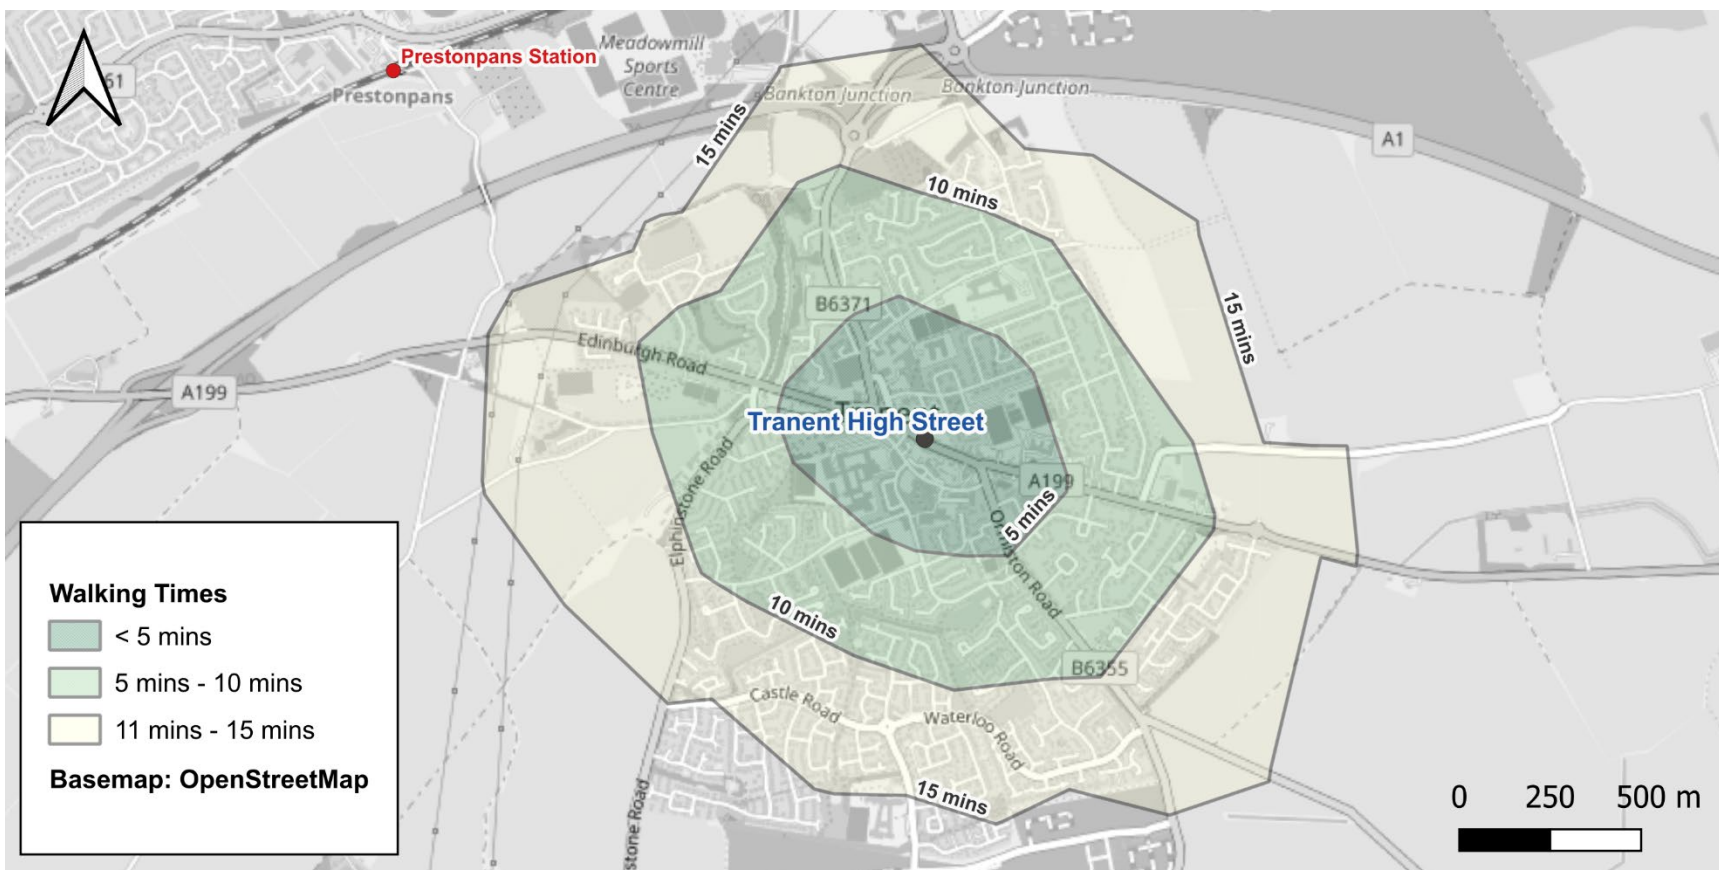 Prestonpans Station
Meadowmill
Sports
Centre
61
Prestonpans
Bankton Junction
Bankton Junction
15 mins
A1
10 mins
B6371
15 mins
Edinburgh Road
A199
Tranent High Street
A199
5 mins
Elphinstone Road
Ormiston Road
10 mins
B6355
Castle Road
Waterloo Road
15 mins
stone Road
Walking Times
< 5 mins
5 mins - 10 mins
11 mins - 15 mins
Basemap: OpenStreetMap
0 250 500 m